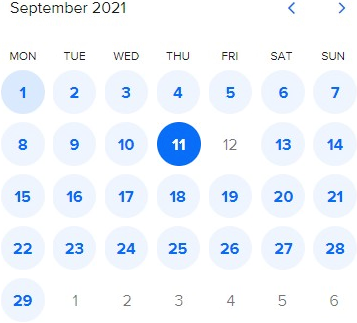 September 2021
MON TUE WED THU FRI SAT SUN
1 2 3 4 5 6 7
8 9 10 11 12 13 14
15 16 17 18 19 20 21
22 23 24 25 26 27 28
29 1 2 3 4 5 6